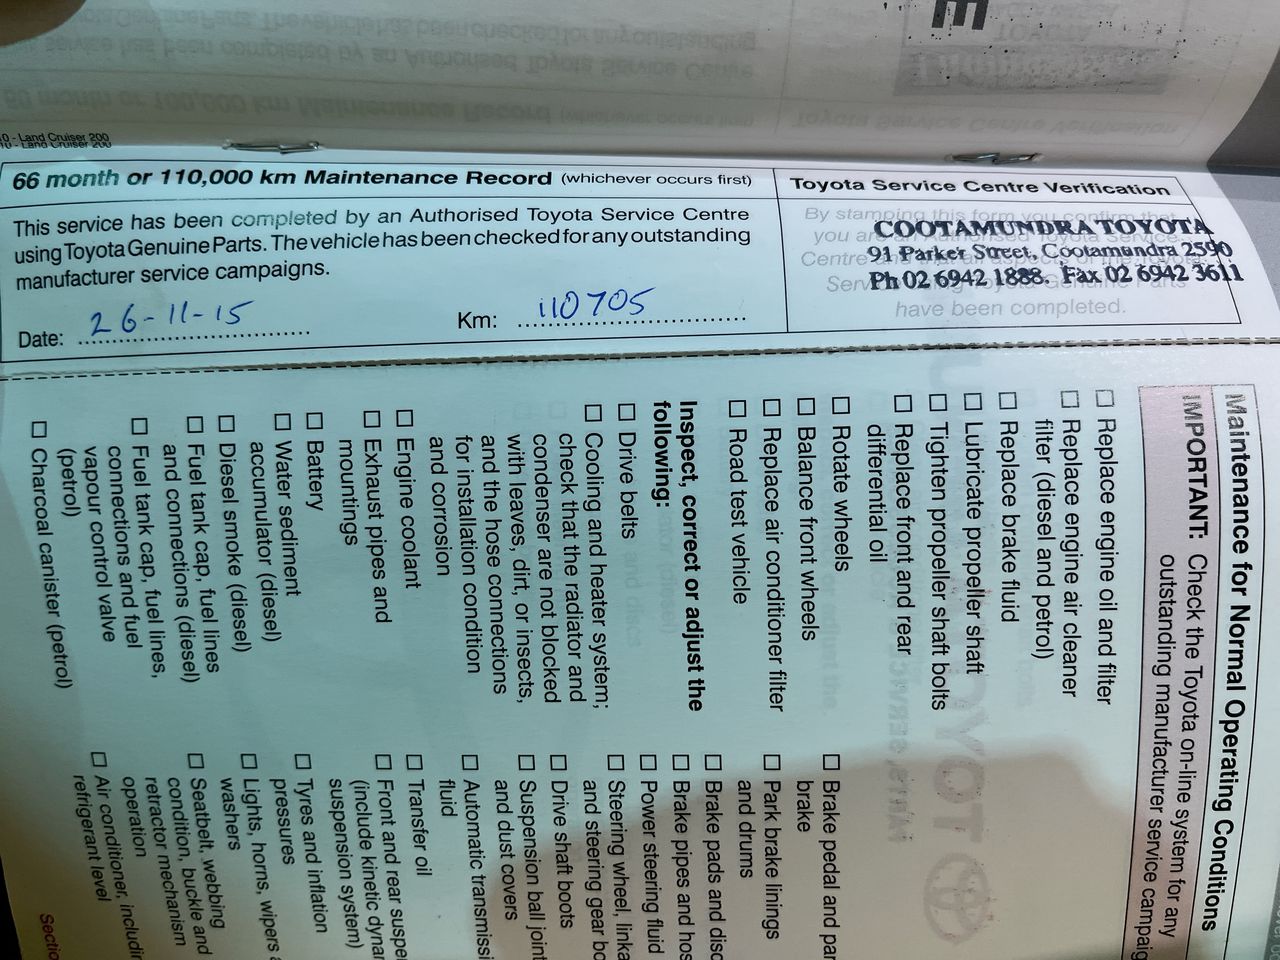 0 - Land Cruiser 200
66 month or 110,000 km Maintenance Record (whichever occurs first)
This service has been completed by an Authorised Toyota Service Centre
using Toyota Genuine Parts. The vehicle has been checked for any outstanding
manufacturer service campaigns.
Date: 26-11-15
Km: 110705
Toyota Service Centre Verification
By stamping this form you confirm that
COOTAMUNDRA TOYOTA
91 Parker Street, Cootamundra 2590
Ph 02 6942 1888. Fax 02 6942 3611
have been completed.
Maintenance for Normal Operating Conditions
IMPORTANT: Check the Toyota on-line system for any
outstanding manufacturer service campaig
☐ Replace engine oil and filter
☐ Replace engine air cleaner
filter (diesel and petrol)
☐ Replace brake fluid
☐ Lubricate propeller shaft
☐ Tighten propeller shaft bolts
☐ Replace front and rear
differential oil
☐ Rotate wheels
☐ Balance front wheels
☐ Replace air conditioner filter
☐ Road test vehicle
Inspect, correct or adjust the
following:
☐ Drive belts
☐ Cooling and heater system;
check that the radiator and
condenser are not blocked
with leaves, dirt, or insects,
and the hose connections
for installation condition
and corrosion
☐ Engine coolant
☐ Exhaust pipes and
mountings
☐ Battery
☐ Water sediment
accumulator (diesel)
☐ Diesel smoke (diesel)
☐ Fuel tank cap, fuel lines
and connections (diesel)
☐ Fuel tank cap, fuel lines,
connections and fuel
vapour control valve
(petrol)
☐ Charcoal canister (petrol)
☐ Brake pedal and par
brake
☐ Park brake linings
and drums
☐ Brake pads and disc
☐ Brake pipes and hos
☐ Power steering fluid
☐ Steering wheel, linka
and steering gear bo
☐ Drive shaft boots
☐ Suspension ball joint
and dust covers
☐ Automatic transmissi
fluid
☐ Transfer oil
☐ Front and rear suspe
(include kinetic dynar
suspension system)
☐ Tyres and inflation
pressures
☐ Lights, horns, wipers
washers
☐ Seatbelt, webbing
condition, buckle and
retractor mechanism
operation
☐ Air conditioner, includin
refrigerant level
Sectio